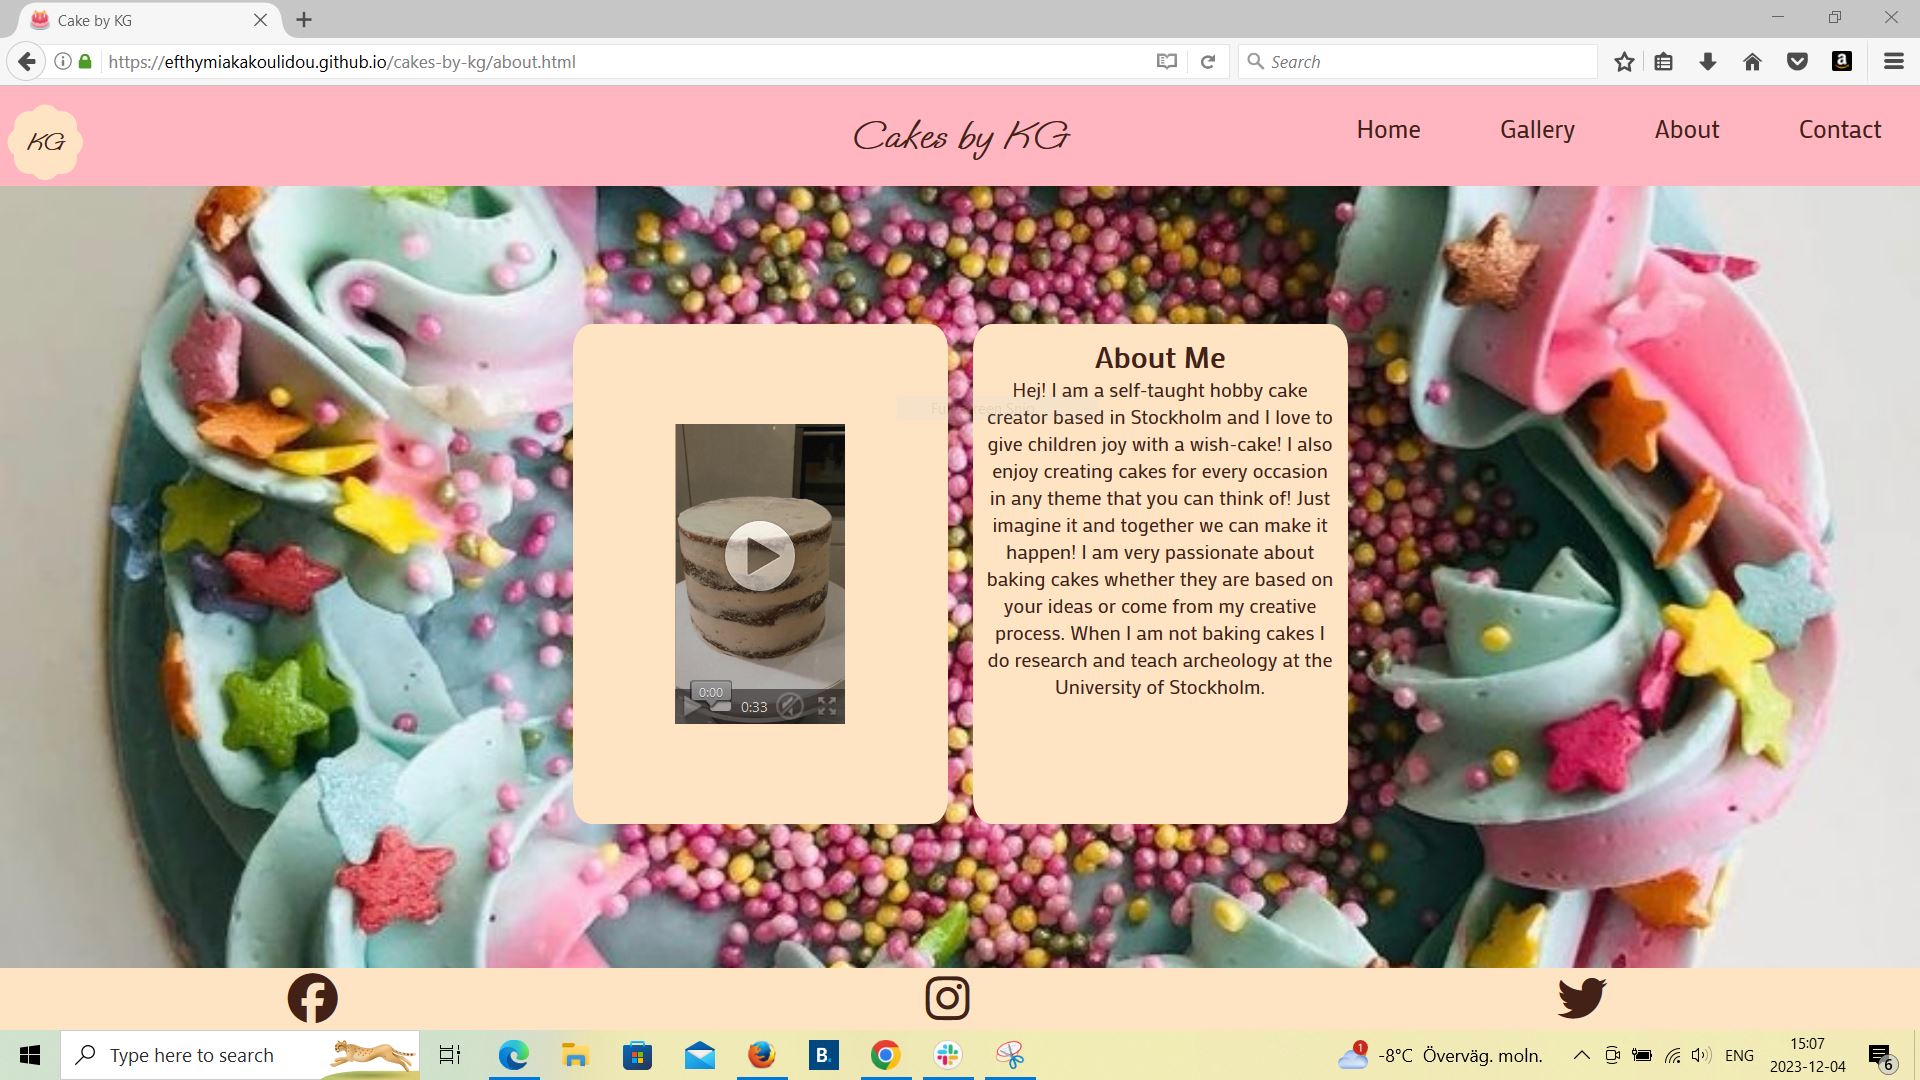 Cake by KG
https://efthymiakakoulidou.github.io/cakes-by-kg/about.html
Search
KG
Cakes by KG
Home
Gallery
About
Contact
About Me
Hej! I am a self-taught hobby cake
creator based in Stockholm and I love to
give children joy with a wish-cake! I also
enjoy creating cakes for every occasion
in any theme that you can think of! Just
imagine it and together we can make it
happen! I am very passionate about
baking cakes whether they are based on
your ideas or come from my creative
process. When I am not baking cakes I
do research and teach archeology at the
University of Stockholm.
0:00
0:33
Type here to search
B.
1
-8°C Överväg. moln.
ENG
15:07
2023-12-04
6